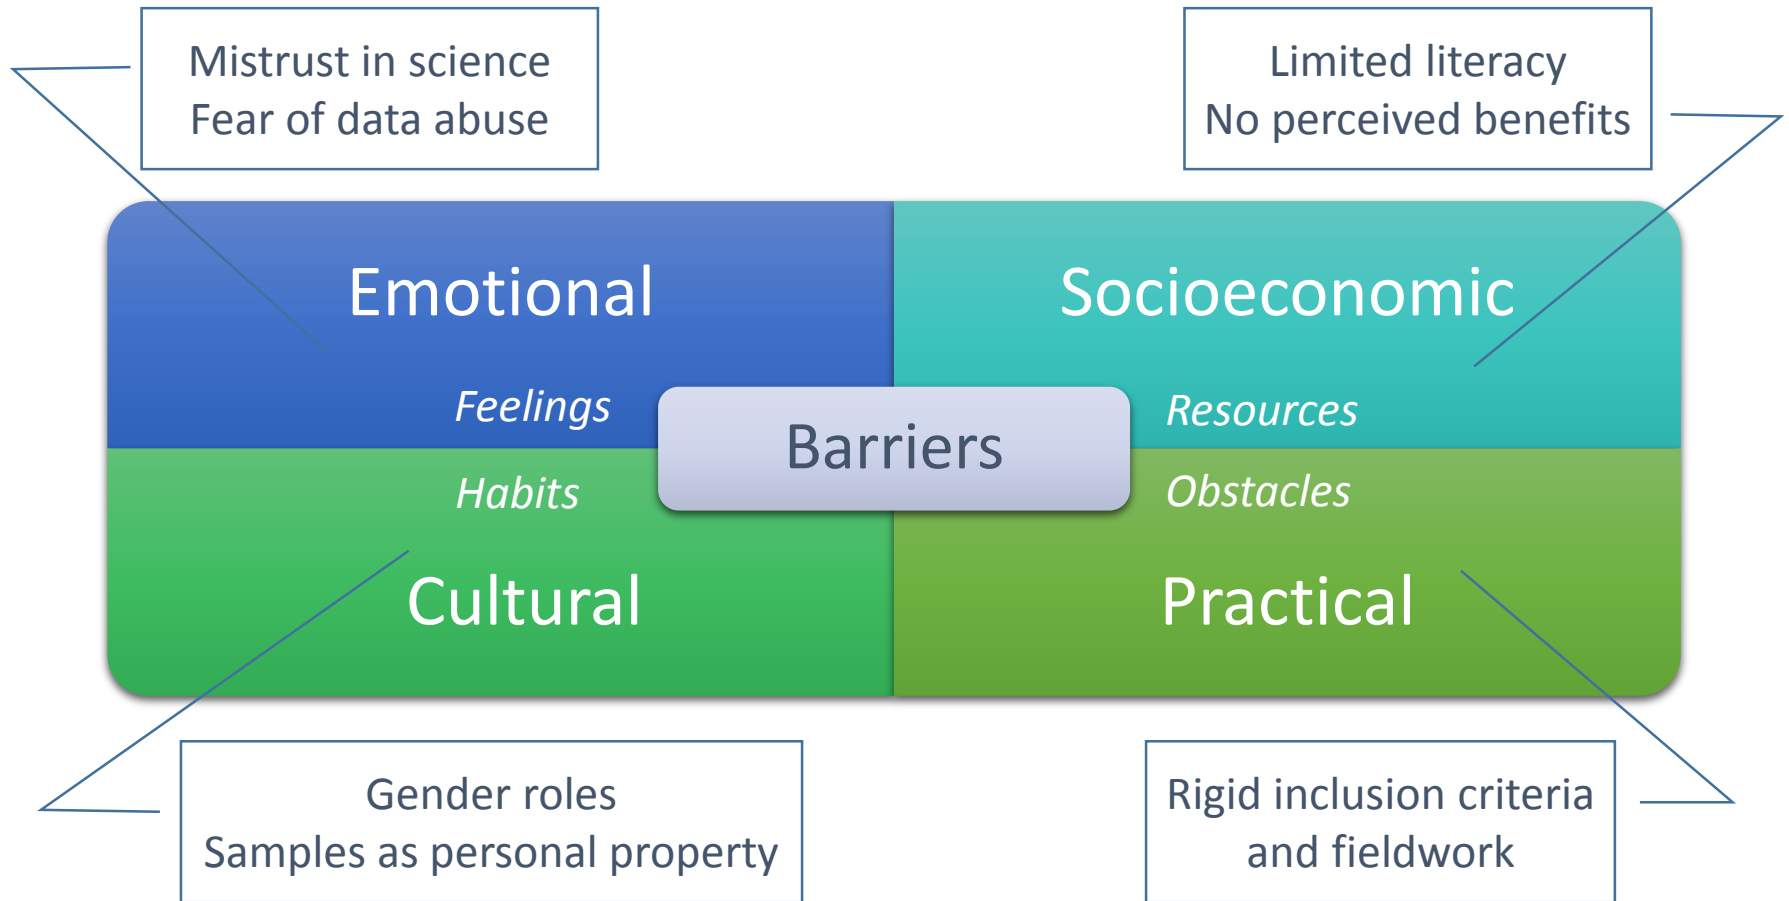 Mistrust in science
Fear of data abuse
Limited literacy
No perceived benefits
Emotional
Socioeconomic
Feelings
Resources
Barriers
Habits
Obstacles
Cultural
Practical
Gender roles
Samples as personal property
Rigid inclusion criteria
and fieldwork